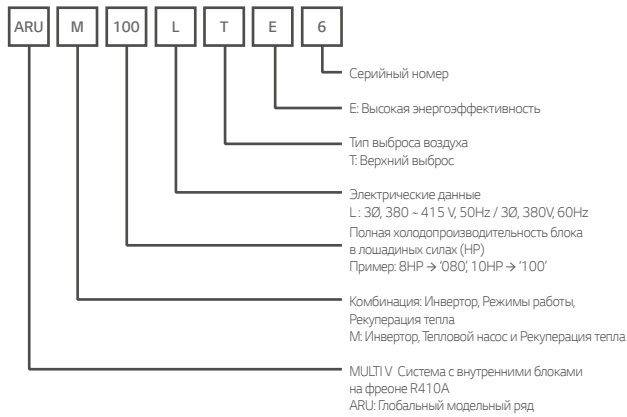 ARU M 100 L T E 6
Серийный номер
E: Высокая энергоэффективность
Тип выброса воздуха
T: Верхний выброс
Электрические данные
L : 3Ø, 380 ~ 415 V, 50Hz / 3Ø, 380V, 60Hz
Полная холодопроизводительность блока
в лошадиных силах (HP)
Пример: 8HP → ‘080’, 10HP → ‘100’
Комбинация: Инвертор, Режимы работы,
Рекуперация тепла
M: Инвертор, Тепловой насос и Рекуперация тепла
MULTI V Система с внутренними блоками
на фреоне R410A
ARU: Глобальный модельный ряд